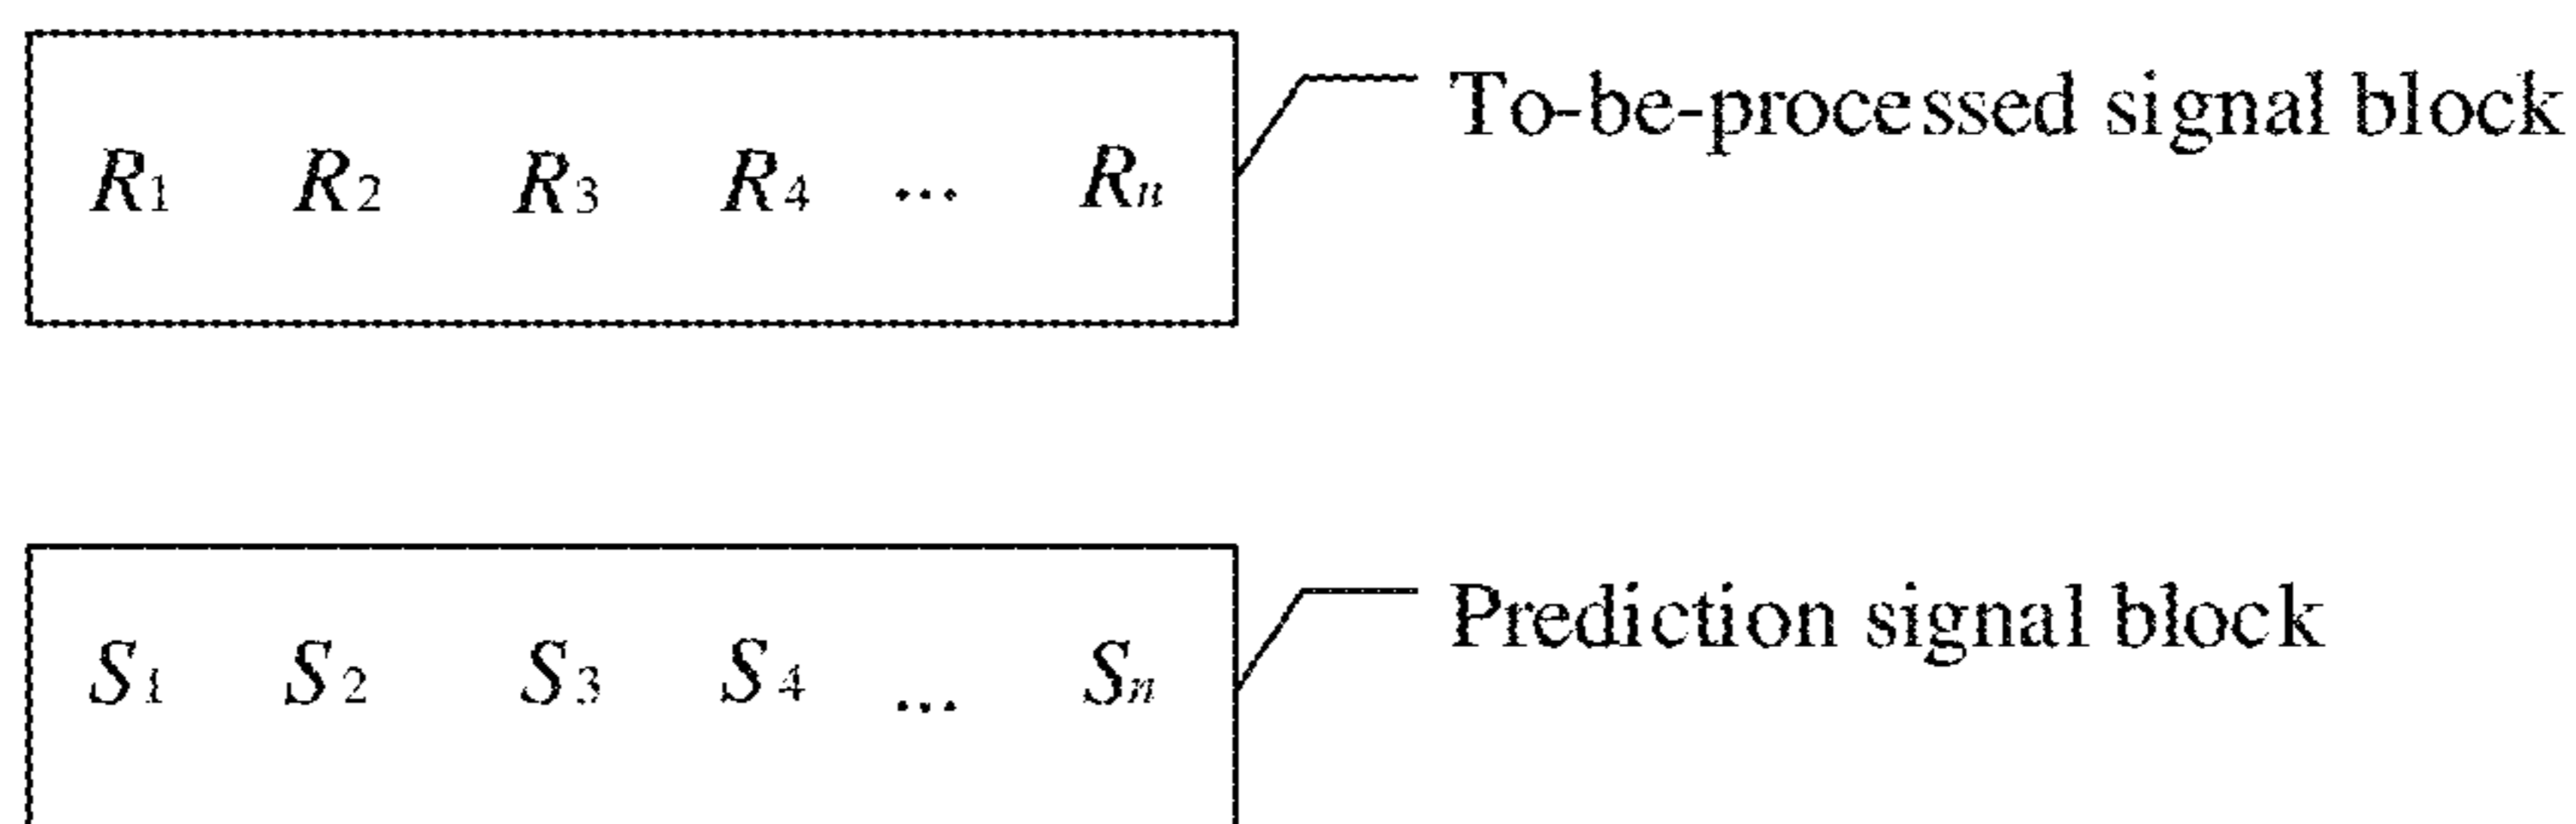 R1 R2 R3 R4 ... Rn To-be-processed signal block
S1 S2 S3 S4 ... Sn Prediction signal block